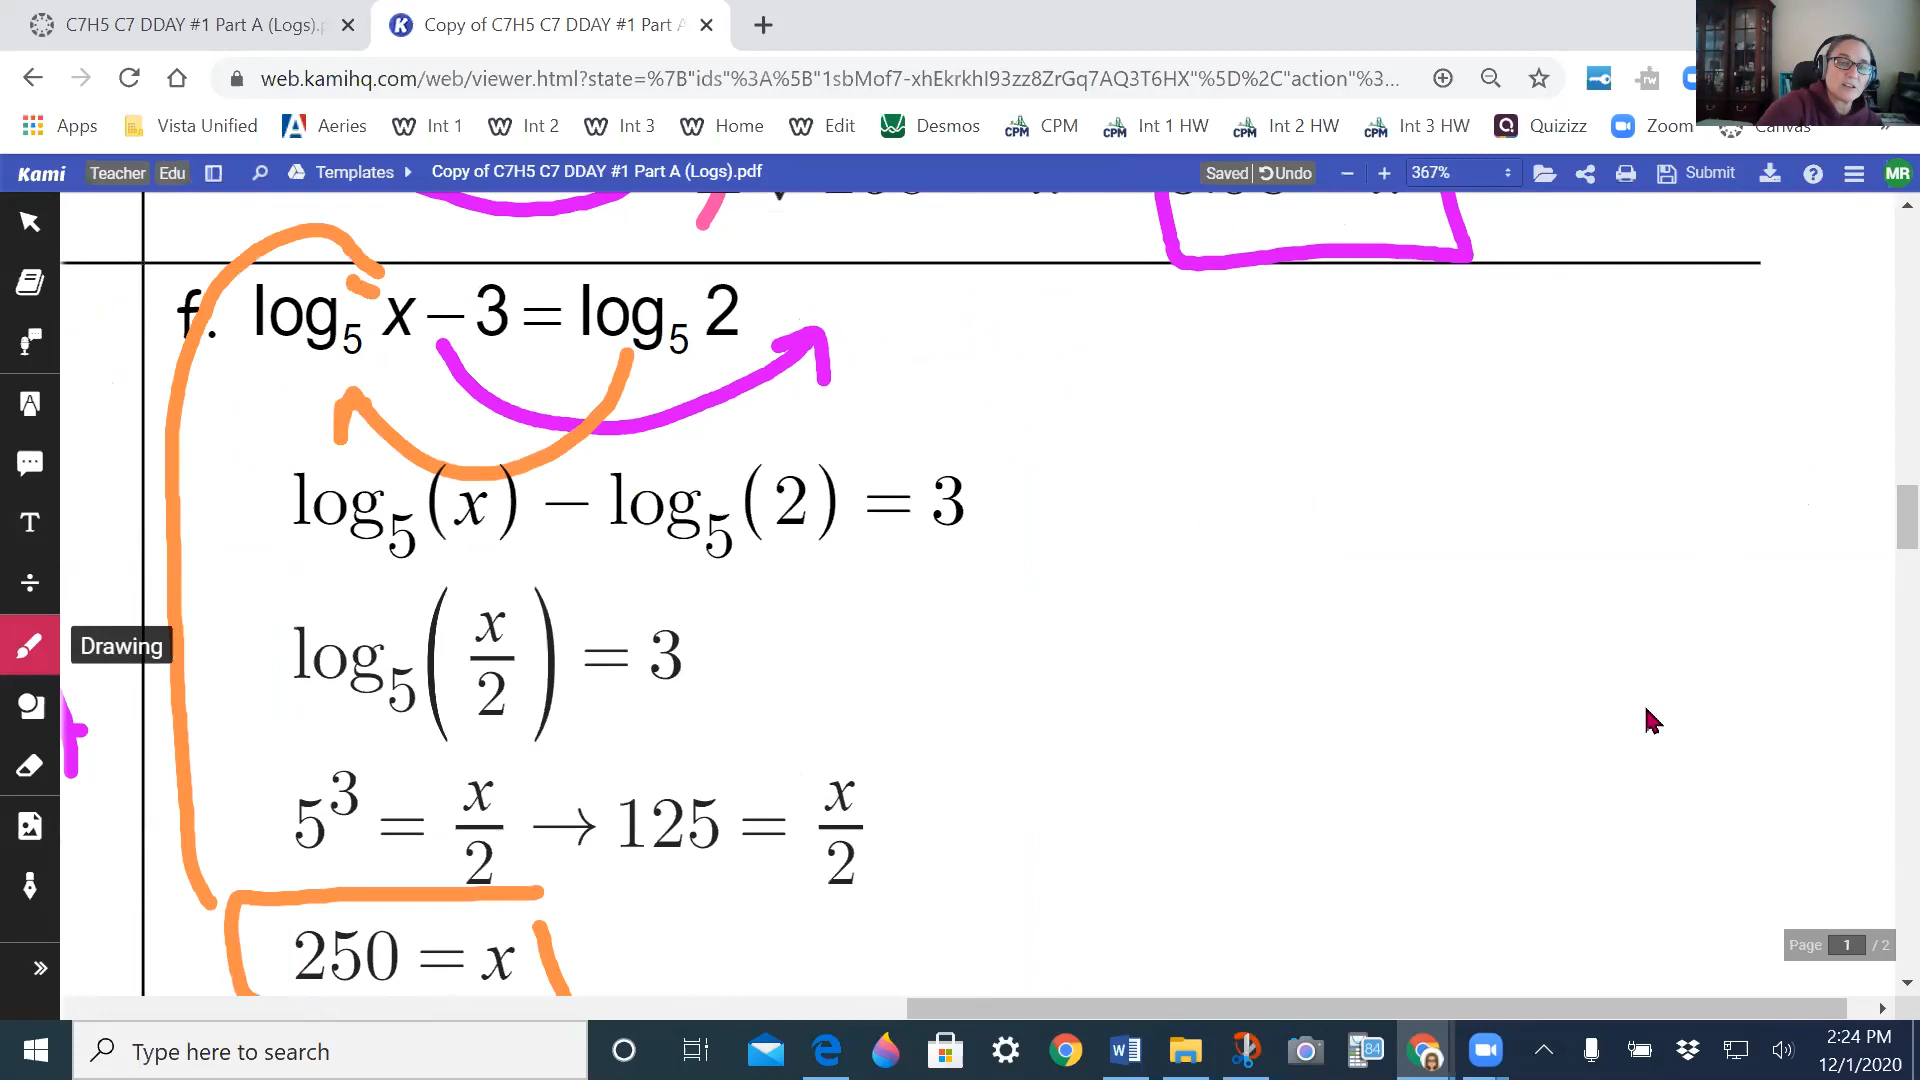 C7H5 C7 DDAY #1 Part A (Logs).p
Copy of C7H5 C7 DDAY #1 Part A
web.kamihq.com/web/viewer.html?state=%7B"ids"%3A%5B"1sbMof7-xhEkrkhI93zz8ZrGq7AQ3T6HX"%5D%2C"action"%3...
Apps Vista Unified Aeries Int 1 Int 2 Int 3 Home Edit Desmos CPM Int 1 HW Int 2 HW Int 3 HW Quizizz Zoom Canvas »
Kami Teacher Edu Templates Copy of C7H5 C7 DDAY #1 Part A (Logs).pdf Saved | Undo − + 367% Submit MR
f. log₅ x – 3 = log₅ 2
log₅(x) − log₅(2) = 3
log₅(x/2) = 3
Drawing
5³ = x/2 → 125 = x/2
250 = x
Page 1 / 2
Type here to search
84
2:24 PM
12/1/2020